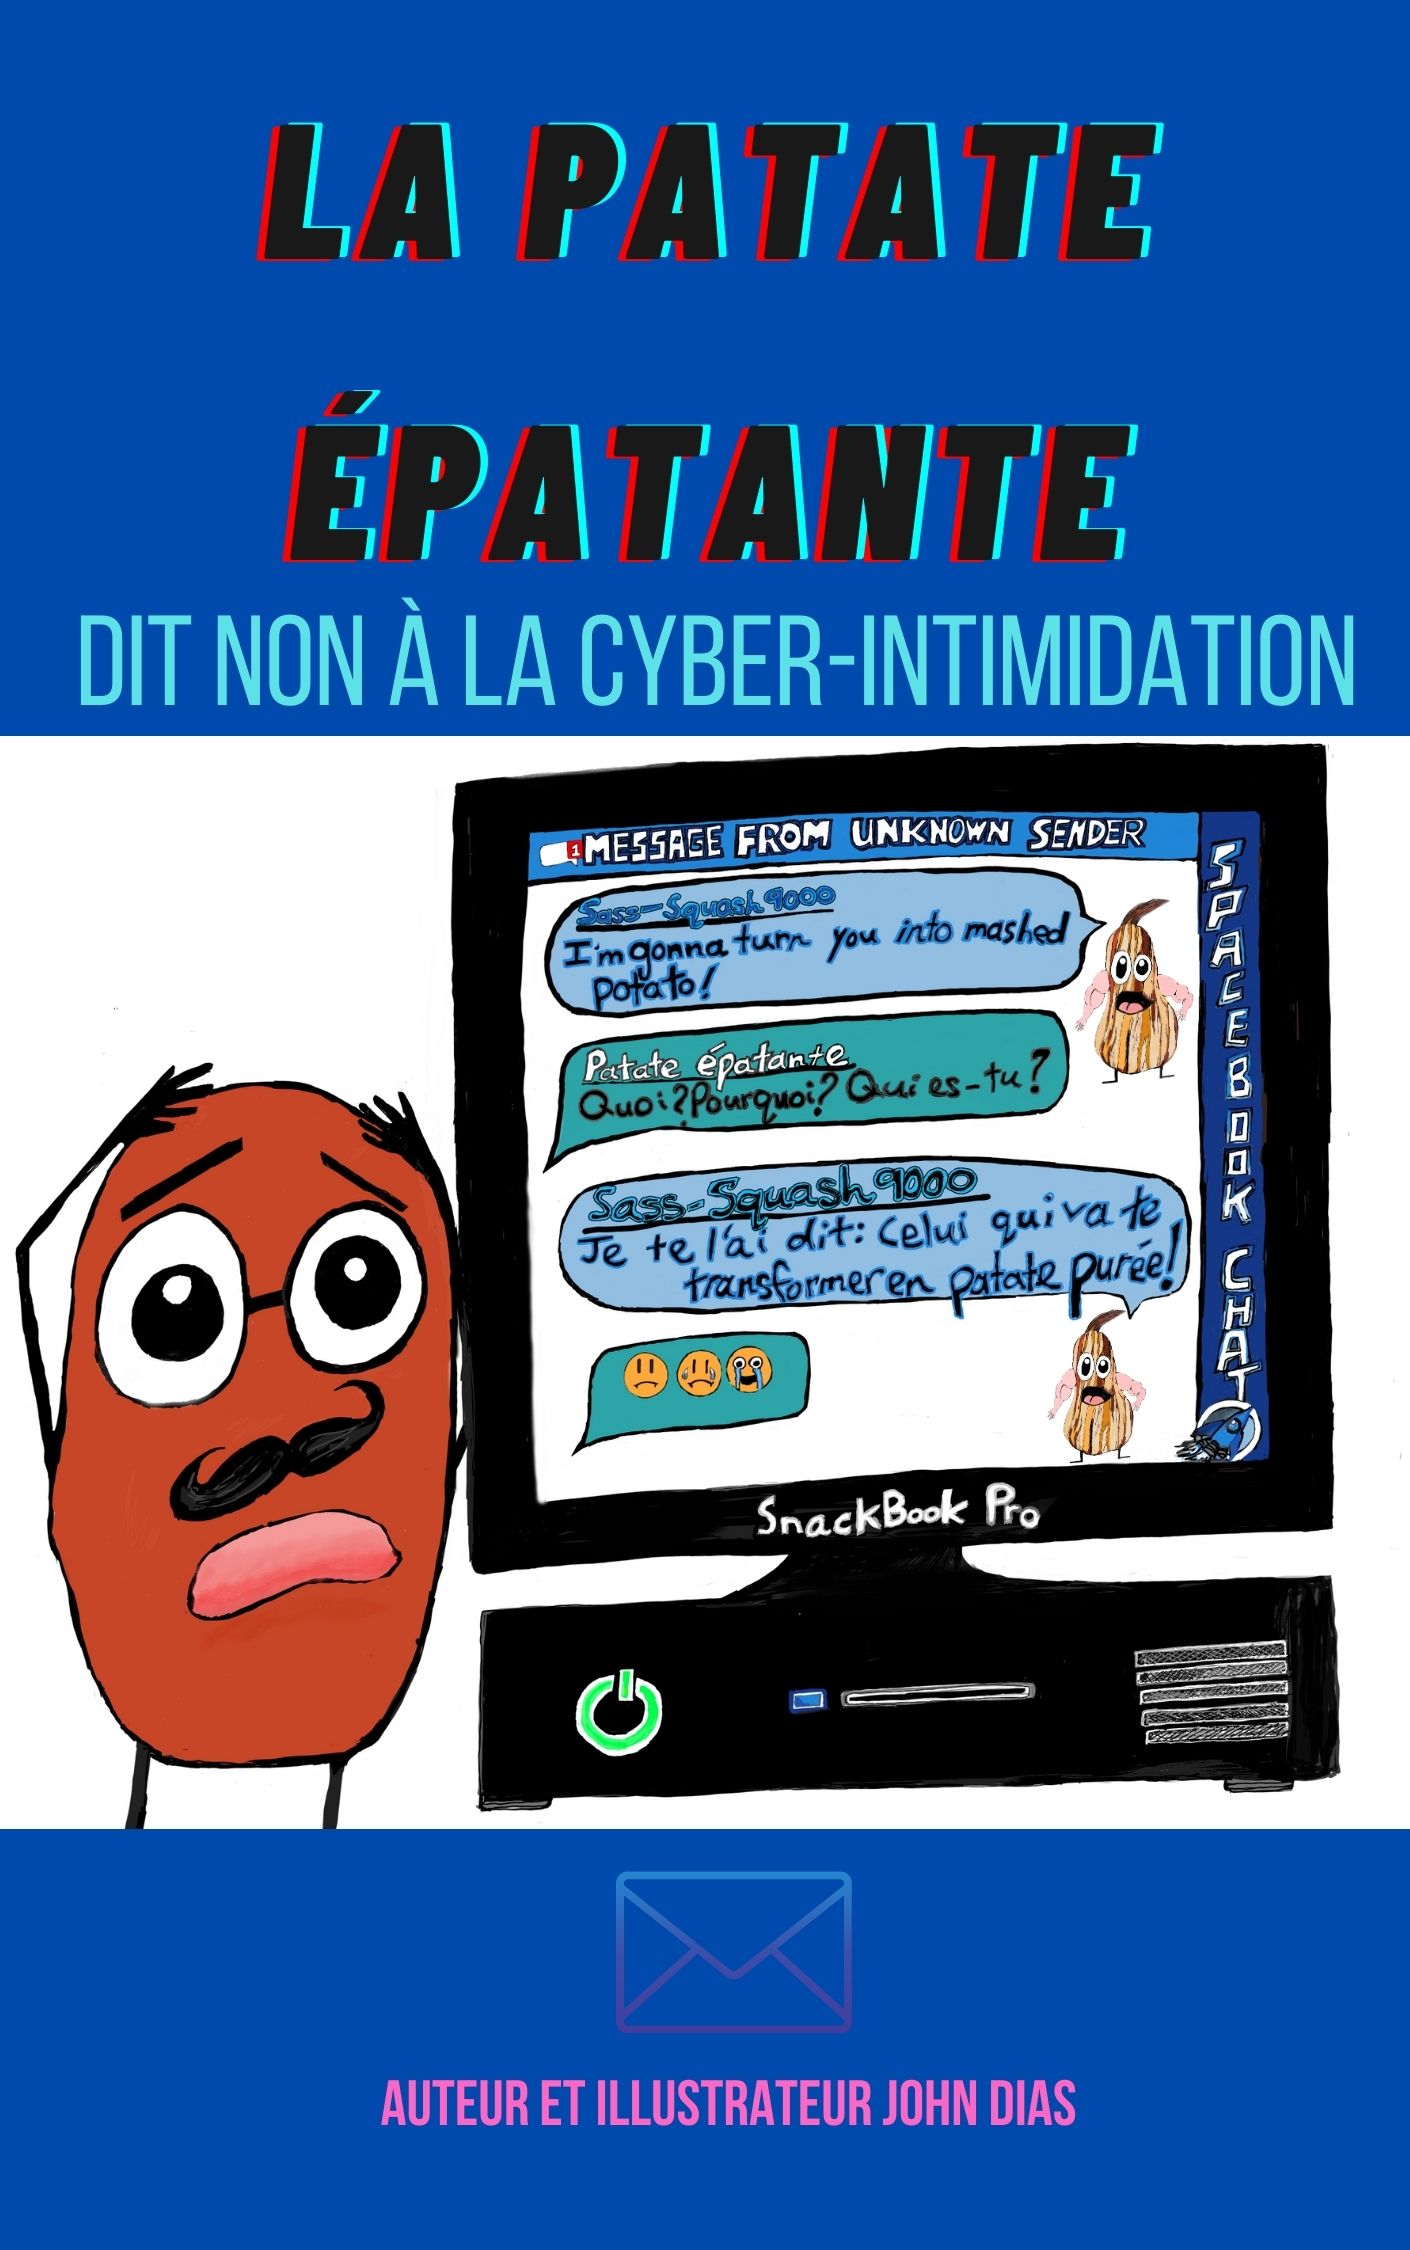 LA PATATE
ÉPATANTE
DIT NON À LA CYBER-INTIMIDATION
1 MESSAGE FROM UNKNOWN SENDER
Sass-Squash 9000
I'm gonna turn you into mashed
potato!
Patate épatante
Quoi? Pourquoi? Qui es-tu?
Sass-Squash 9000
Je te l'ai dit: Celui qui va te
transformer en patate purée!
SPACEBOOK CHAT
SnackBook Pro
AUTEUR ET ILLUSTRATEUR JOHN DIAS